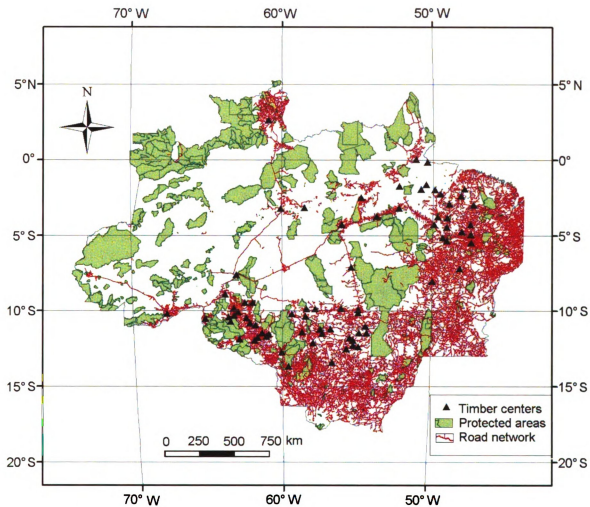 70° W 60° W 50° W
5° N 5° N
N
0° 0°
5° S 5° S
10° S 10° S
15° S 15° S
Timber centers
Protected areas
Road network
0 250 500 750 km
20° S 20° S
70° W 60° W 50° W